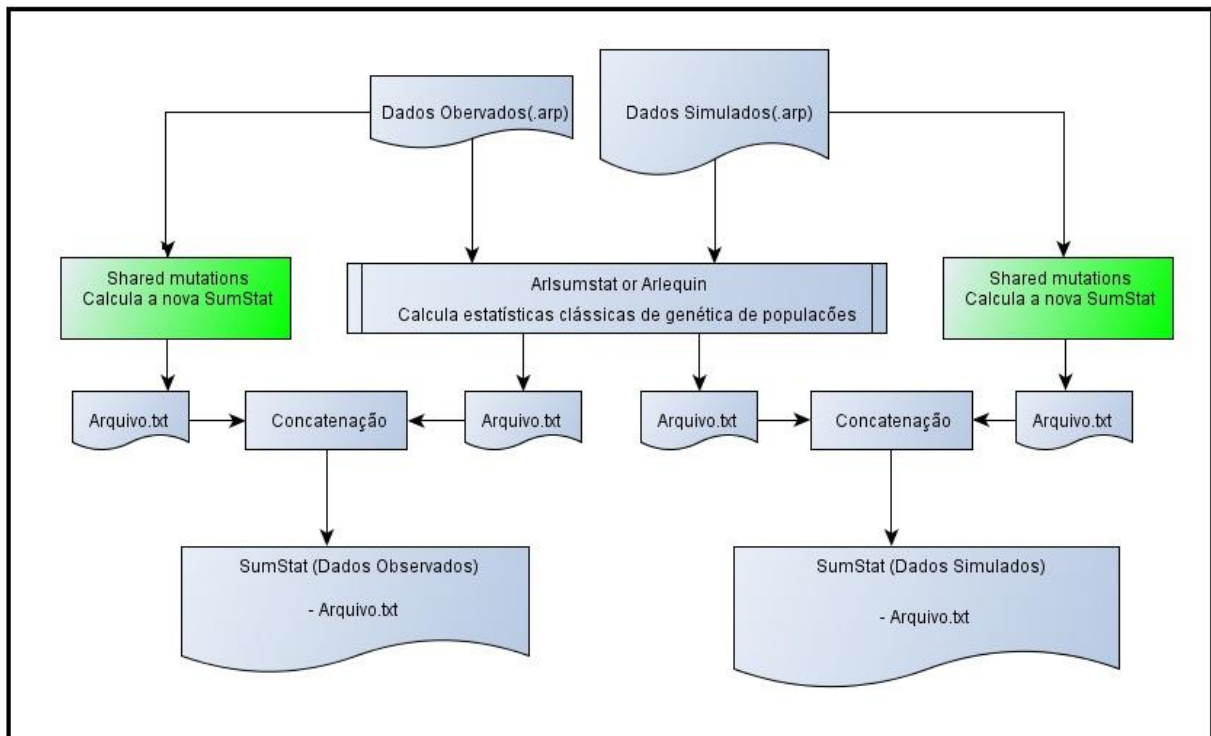 Dados Obervados(.arp)
Dados Simulados(.arp)
Shared mutations
Calcula a nova SumStat
Arlsumstat or Arlequin
Calcula estatísticas clássicas de genética de populacões
Shared mutations
Calcula a nova SumStat
Arquivo.txt
Concatenação
Arquivo.txt
Arquivo.txt
Concatenação
Arquivo.txt
SumStat (Dados Observados)
- Arquivo.txt
SumStat (Dados Simulados)
- Arquivo.txt